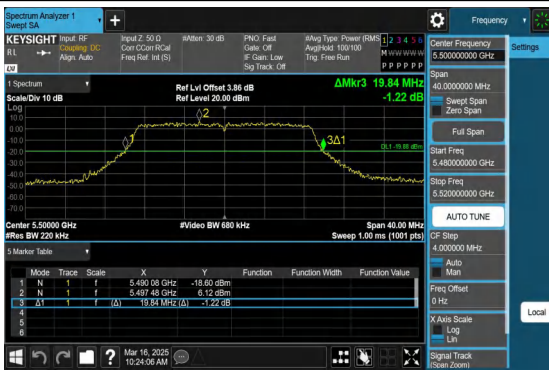 Spectrum Analyzer 1
Swept SA
Frequency
KEYSIGHT Input: RF Input Z: 50 Ω #Atten: 30 dB PNO: Fast #Avg Type: Power (RMS 1 2 3 4 5 6
RL Coupling: DC Corr CCorr RCal Gate: Off Avg|Hold: 100/100 M W W W W W
Align: Auto Freq Ref: Int (S) IF Gain: Low Trig: Free Run
Sig Track: Off P P P P P P
LXI
Center Frequency
5.500000000 GHz
Settings
1 Spectrum
Scale/Div 10 dB
Ref Lvl Offset 3.86 dB
Ref Level 20.00 dBm
ΔMkr3 19.84 MHz
-1.22 dB
Span
40.0000000 MHz
Swept Span
Zero Span
Full Span
Start Freq
5.480000000 GHz
Stop Freq
5.520000000 GHz
AUTO TUNE
CF Step
4.000000 MHz
Auto
Man
Freq Offset
0 Hz
X Axis Scale
Log
Lin
Signal Track
(Span Zoom)
Local
Log
10.0
0.00
-10.0
-20.0
-30.0
-40.0
-50.0
-60.0
-70.0
1
2
3Δ1
Center 5.50000 GHz #Video BW 680 kHz Span 40.00 MHz
#Res BW 220 kHz Sweep 1.00 ms (1001 pts)
5 Marker Table
Mode Trace Scale X Y Function Function Width Function Value
1 N 1 f 5.490 08 GHz -18.60 dBm
2 N 1 f 5.497 48 GHz 6.12 dBm
3 Δ1 1 f (Δ) 19.84 MHz (Δ) -1.22 dB
4
5
6
?
Mar 16, 2025
10:24:06 AM